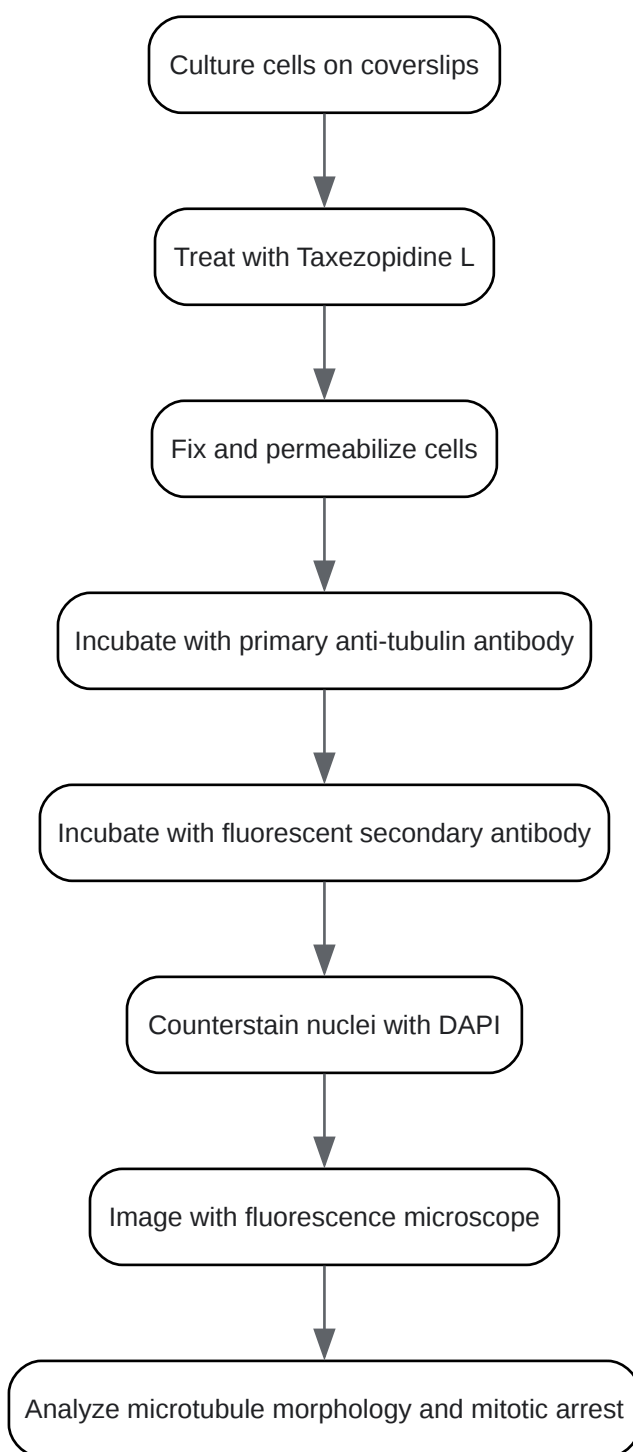 Culture cells on coverslips
Treat with Taxezopidine L
Fix and permeabilize cells
Incubate with primary anti-tubulin antibody
Incubate with fluorescent secondary antibody
Counterstain nuclei with DAPI
Image with fluorescence microscope
Analyze microtubule morphology and mitotic arrest